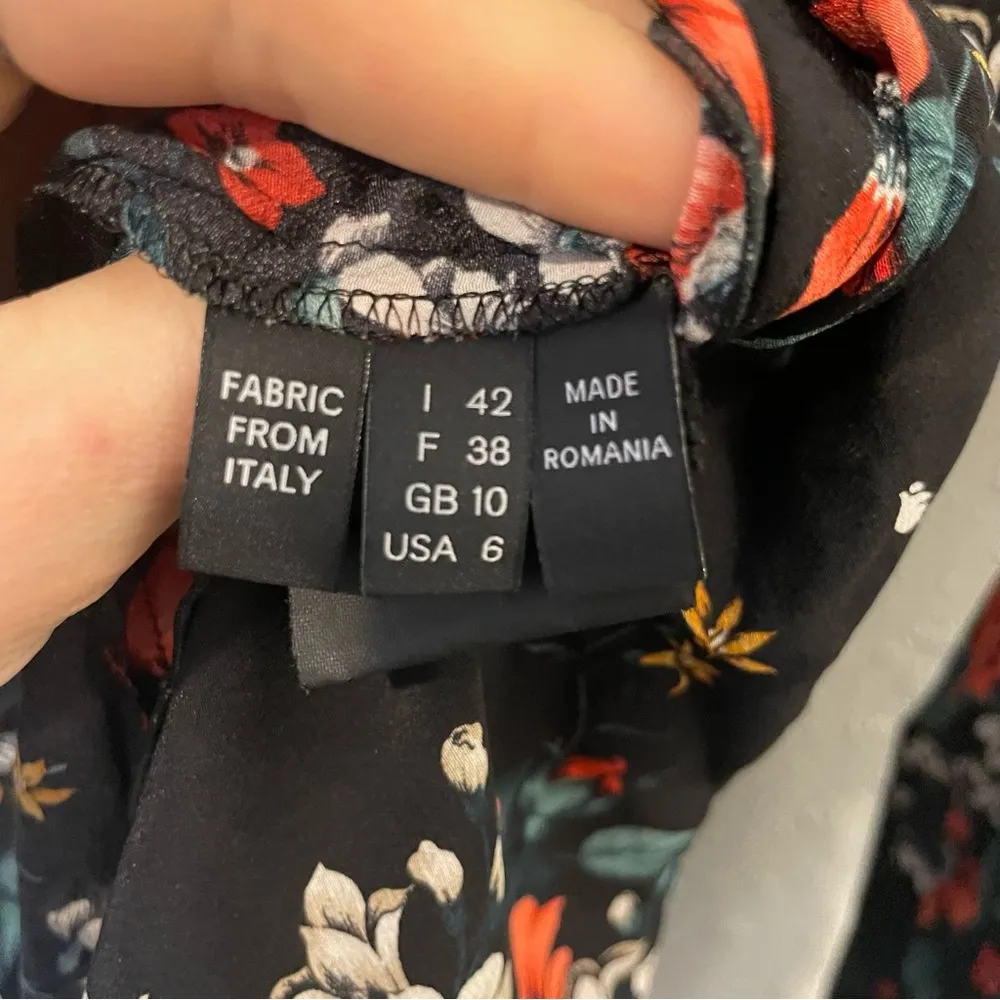 FABRIC
FROM
ITALY
I 42
F 38
GB 10
USA 6
MADE
IN
ROMANIA